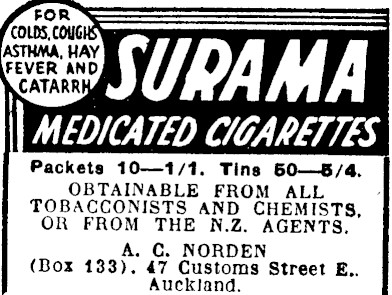 FOR
COLDS, COUGHS
ASTHMA, HAY
FEVER AND
CATARRH
SURAMA
MEDICATED CIGARETTES
Packets 10—1/1. Tins 50—5/4.
OBTAINABLE FROM ALL
TOBACCONISTS AND CHEMISTS,
OR FROM THE N.Z. AGENTS.
A. C. NORDEN
(Box 133), 47 Customs Street E.,
Auckland.